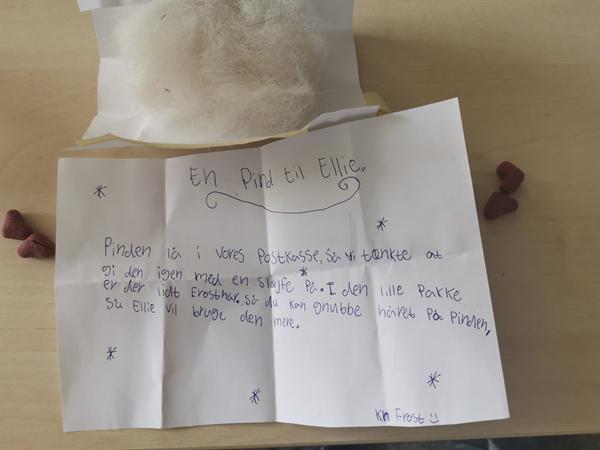 En Pind til Ellie.
Pinden lå i vores Postkasse, så vi tænkte at
gi den igen med en sløjfe På. I den lille Pakke
er der lidt Frosthår. Så du kan gnubbe håret På Pinden,
Så Ellie vil bruge den mere.
Kh Frost